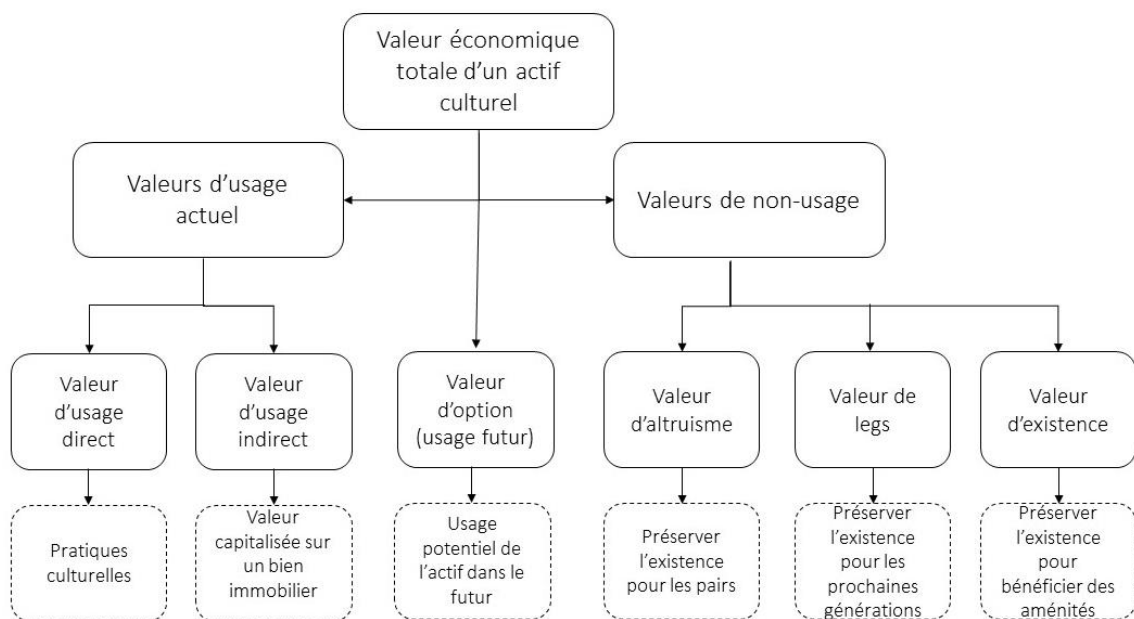 Valeur économique
totale d'un actif
culturel
Valeurs d'usage
actuel
Valeurs de non-usage
Valeur
d'usage
direct
Valeur
d'usage
indirect
Valeur
d'option
(usage futur)
Valeur
d'altruisme
Valeur de
legs
Valeur
d'existence
Pratiques
culturelles
Valeur
capitalisée sur
un bien
immobilier
Usage
potentiel de
l'actif dans le
futur
Préserver
l'existence
pour les pairs
Préserver
l'existence
pour les
prochaines
générations
Préserver
l'existence
pour
bénéficier des
aménités